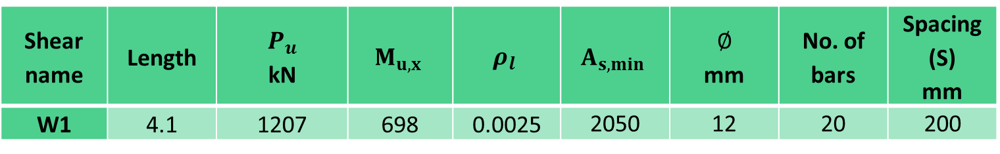 Shear name Length P_u kN M_u,x ρ_l A_s,min Ø mm No. of bars Spacing (S) mm
W1 4.1 1207 698 0.0025 2050 12 20 200